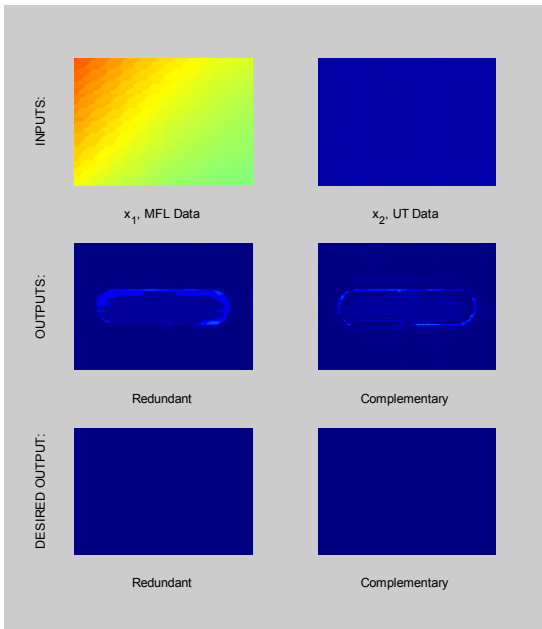 INPUTS:
x1, MFL Data
x2, UT Data
OUTPUTS:
Redundant
Complementary
DESIRED OUTPUT:
Redundant
Complementary